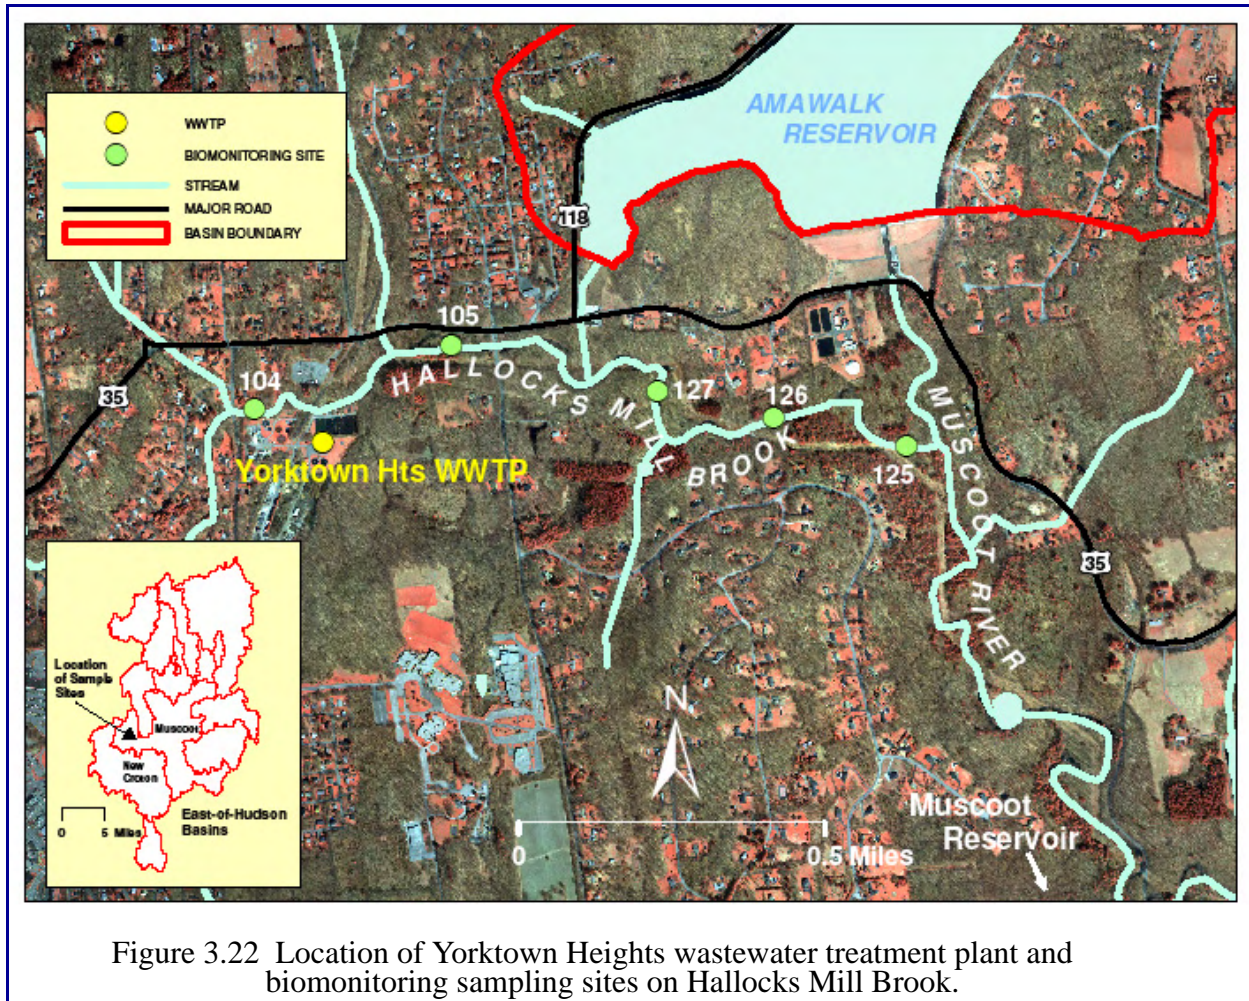 AMAWALK
RESERVOIR
WWTP
BIOMONITORING SITE
STREAM
MAJOR ROAD
BASIN BOUNDARY
118
105
104
35
127
126
125
HALLOCKS MILL BROOK
MUSCOOT RIVER
Yorktown Hts WWTP
35
Location
of Sample
Sites
Muscoot
New
Croton
0 5 Miles
East-of-Hudson
Basins
N
0 0.5 Miles
Muscoot
Reservoir
Figure 3.22 Location of Yorktown Heights wastewater treatment plant and
biomonitoring sampling sites on Hallocks Mill Brook.